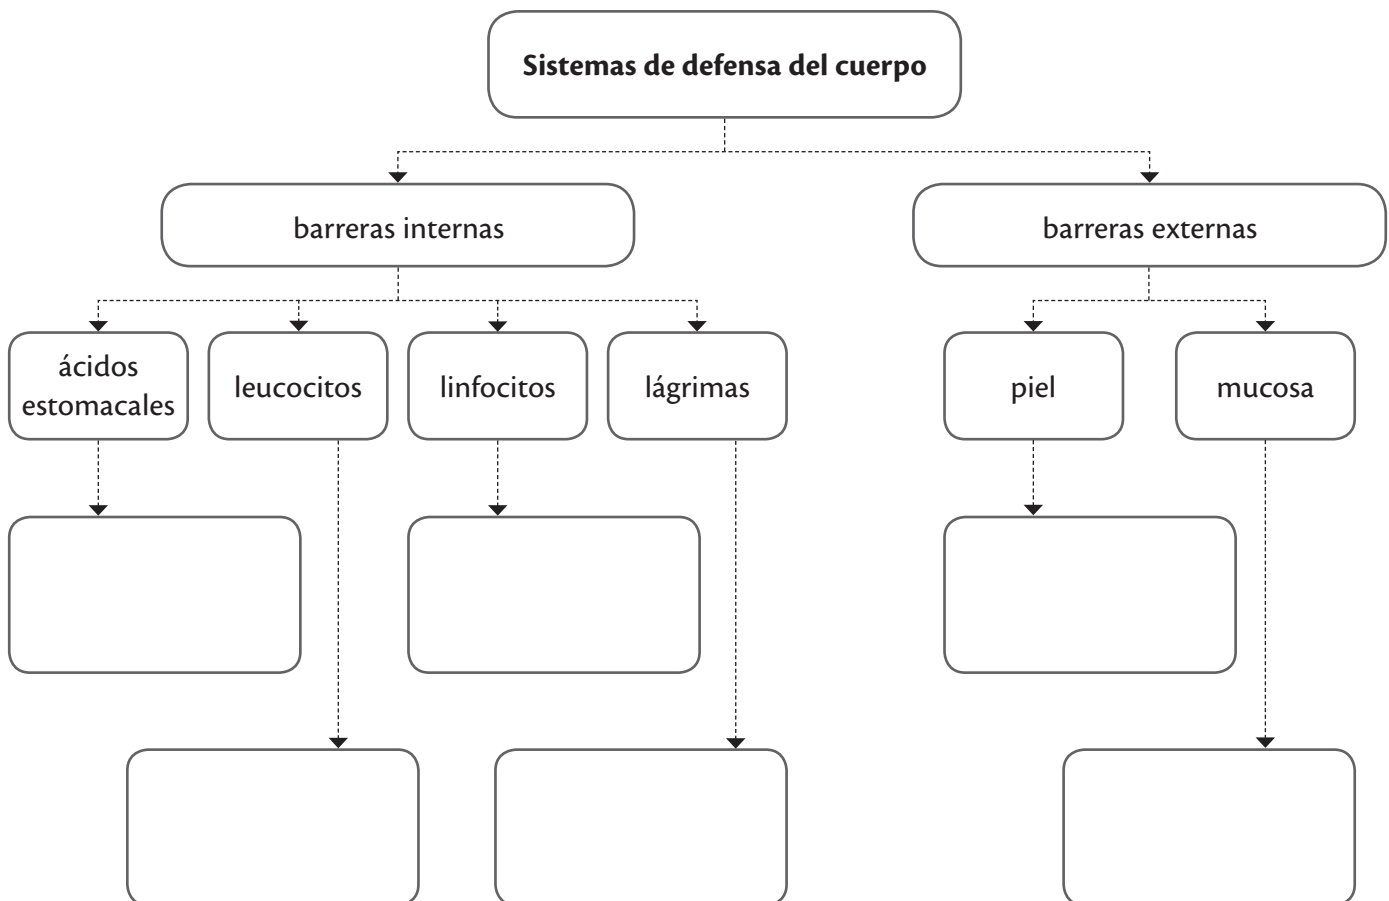 Sistemas de defensa del cuerpo
barreras internas
barreras externas
ácidos
estomacales
leucocitos
linfocitos
lágrimas
piel
mucosa